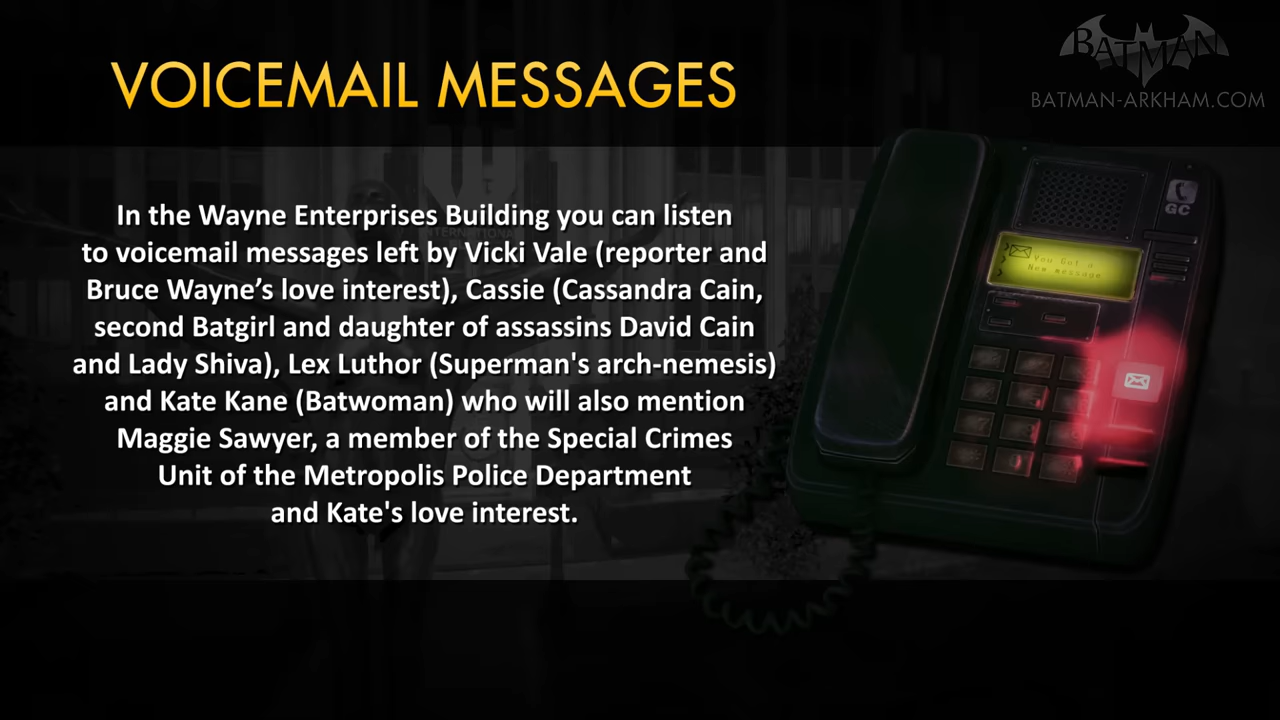 BATMAN
BATMAN-ARKHAM.COM
VOICEMAIL MESSAGES
In the Wayne Enterprises Building you can listen
to voicemail messages left by Vicki Vale (reporter and
Bruce Wayne’s love interest), Cassie (Cassandra Cain,
second Batgirl and daughter of assassins David Cain
and Lady Shiva), Lex Luthor (Superman's arch-nemesis)
and Kate Kane (Batwoman) who will also mention
Maggie Sawyer, a member of the Special Crimes
Unit of the Metropolis Police Department
and Kate's love interest.
GC
You Got a
New message